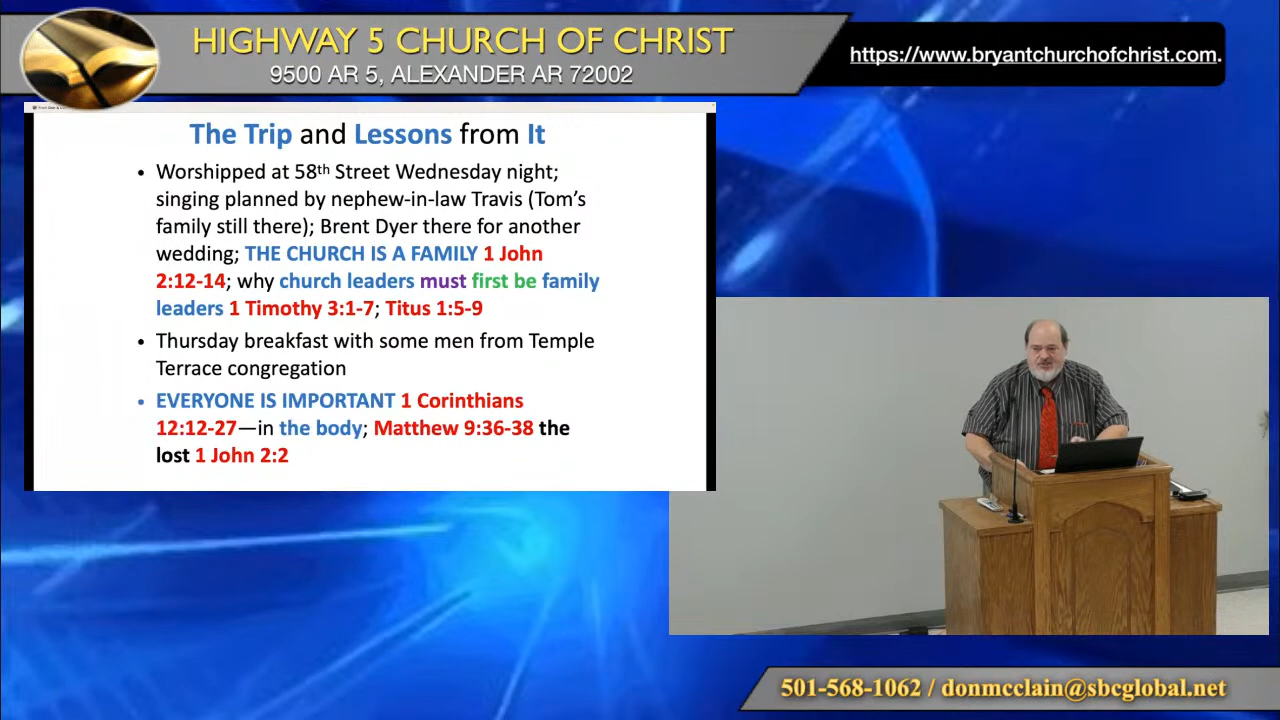 HIGHWAY 5 CHURCH OF CHRIST
9500 AR 5, ALEXANDER AR 72002
https://www.bryantchurchofchrist.com.
The Trip and Lessons from It
• Worshipped at 58th Street Wednesday night;
singing planned by nephew-in-law Travis (Tom's
family still there); Brent Dyer there for another
wedding; THE CHURCH IS A FAMILY 1 John
2:12-14; why church leaders must first be family
leaders 1 Timothy 3:1-7; Titus 1:5-9
• Thursday breakfast with some men from Temple
Terrace congregation
• EVERYONE IS IMPORTANT 1 Corinthians
12:12-27—in the body; Matthew 9:36-38 the
lost 1 John 2:2
501-568-1062 / donmcclain@sbcglobal.net